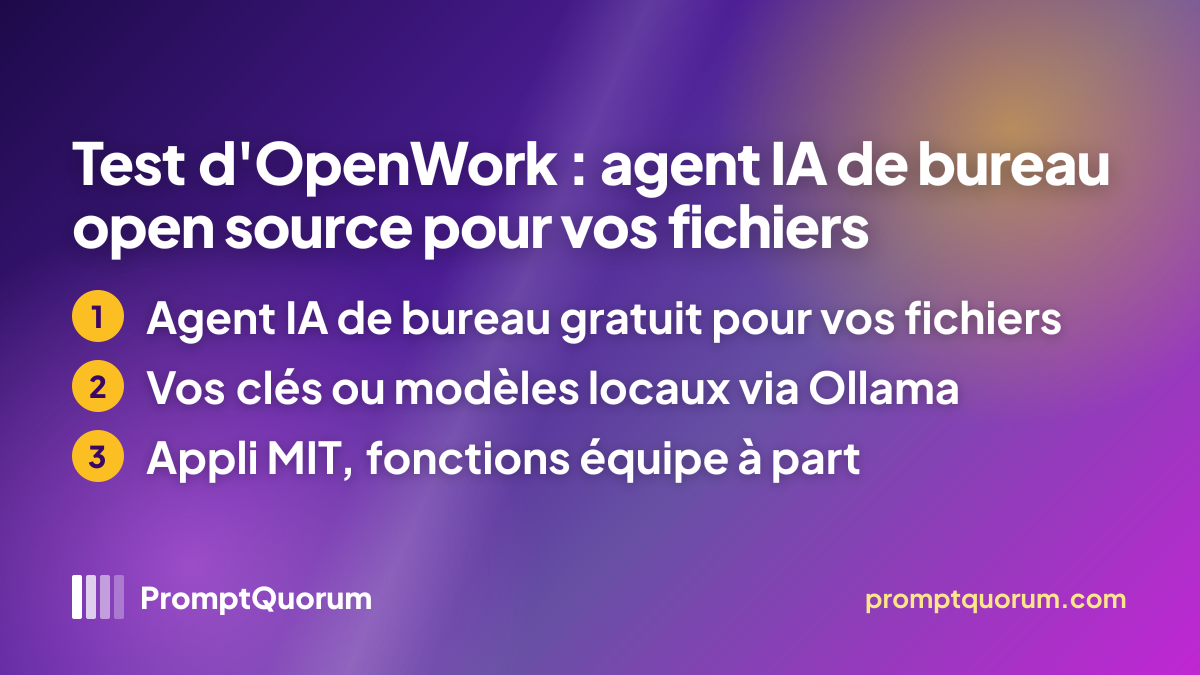 Test d'OpenWork : agent IA de bureau
open source pour vos fichiers
1 Agent IA de bureau gratuit pour vos fichiers
2 Vos clés ou modèles locaux via Ollama
3 Appli MIT, fonctions équipe à part
PromptQuorum
promptquorum.com